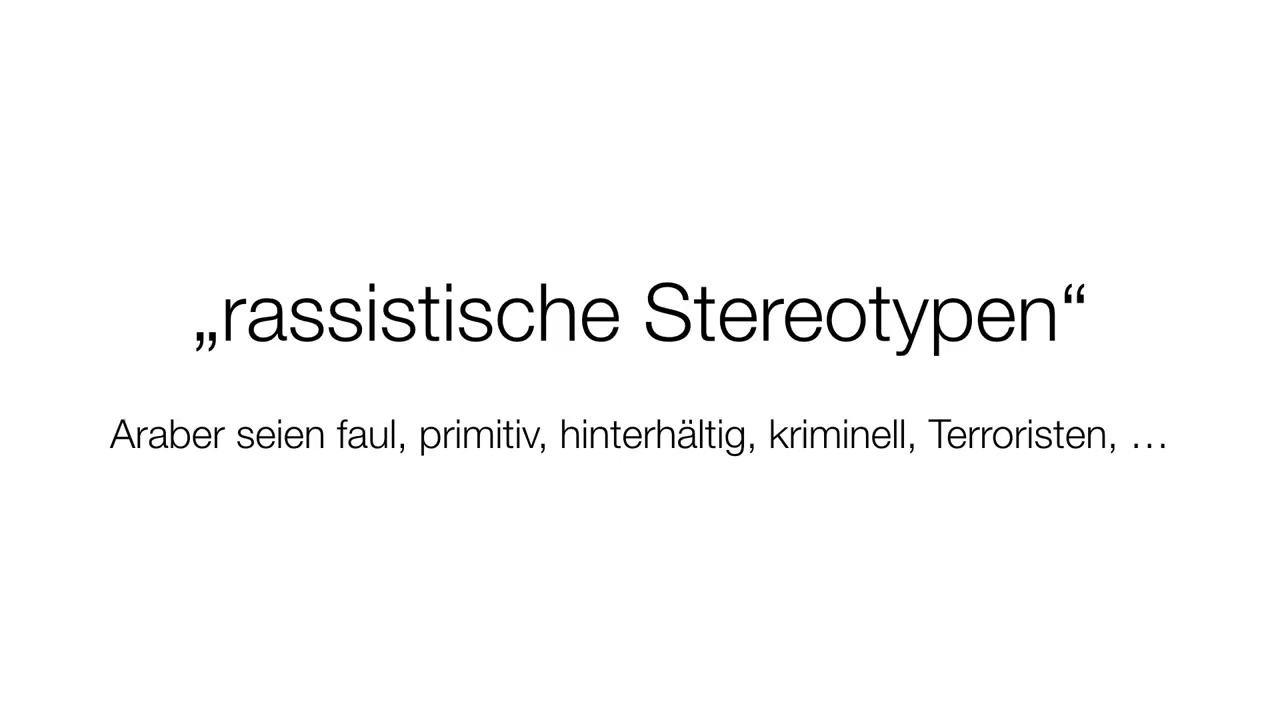 „rassistische Stereotypen“
Araber seien faul, primitiv, hinterhältig, kriminell, Terroristen, …